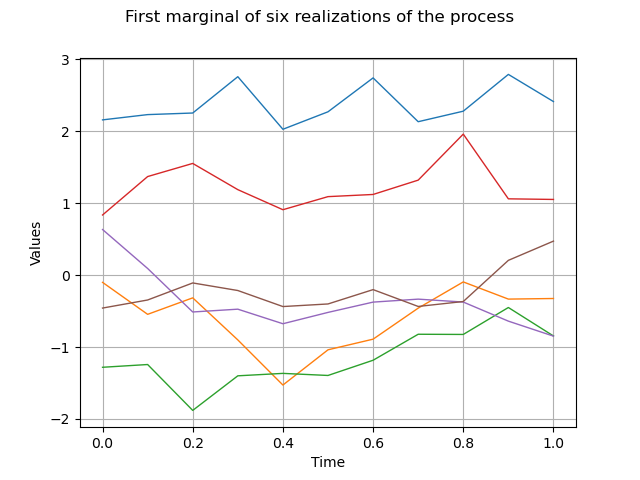 First marginal of six realizations of the process
3
2
1
0
−1
−2
Values
0.0 0.2 0.4 0.6 0.8 1.0
Time